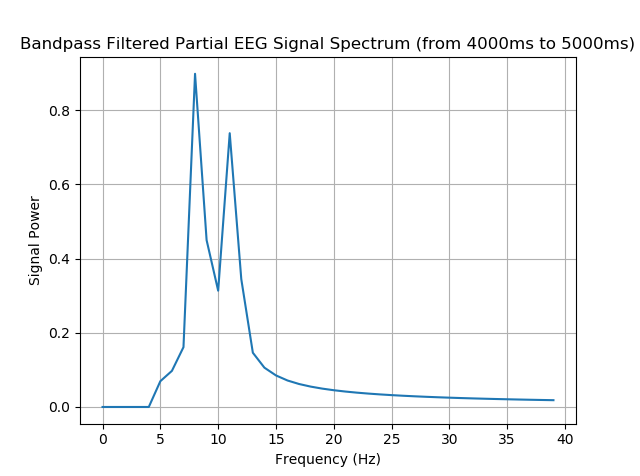 Bandpass Filtered Partial EEG Signal Spectrum (from 4000ms to 5000ms)
0.8
0.6
0.4
0.2
0.0
Signal Power
0 5 10 15 20 25 30 35 40
Frequency (Hz)